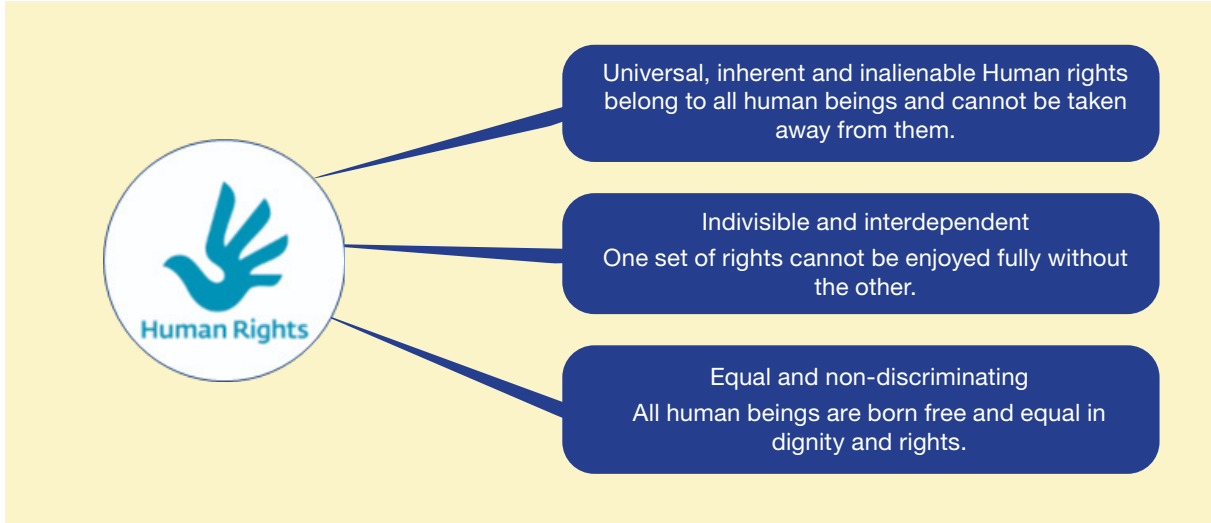 Universal, inherent and inalienable Human rights
belong to all human beings and cannot be taken
away from them.
Human Rights
Indivisible and interdependent
One set of rights cannot be enjoyed fully without
the other.
Equal and non-discriminating
All human beings are born free and equal in
dignity and rights.